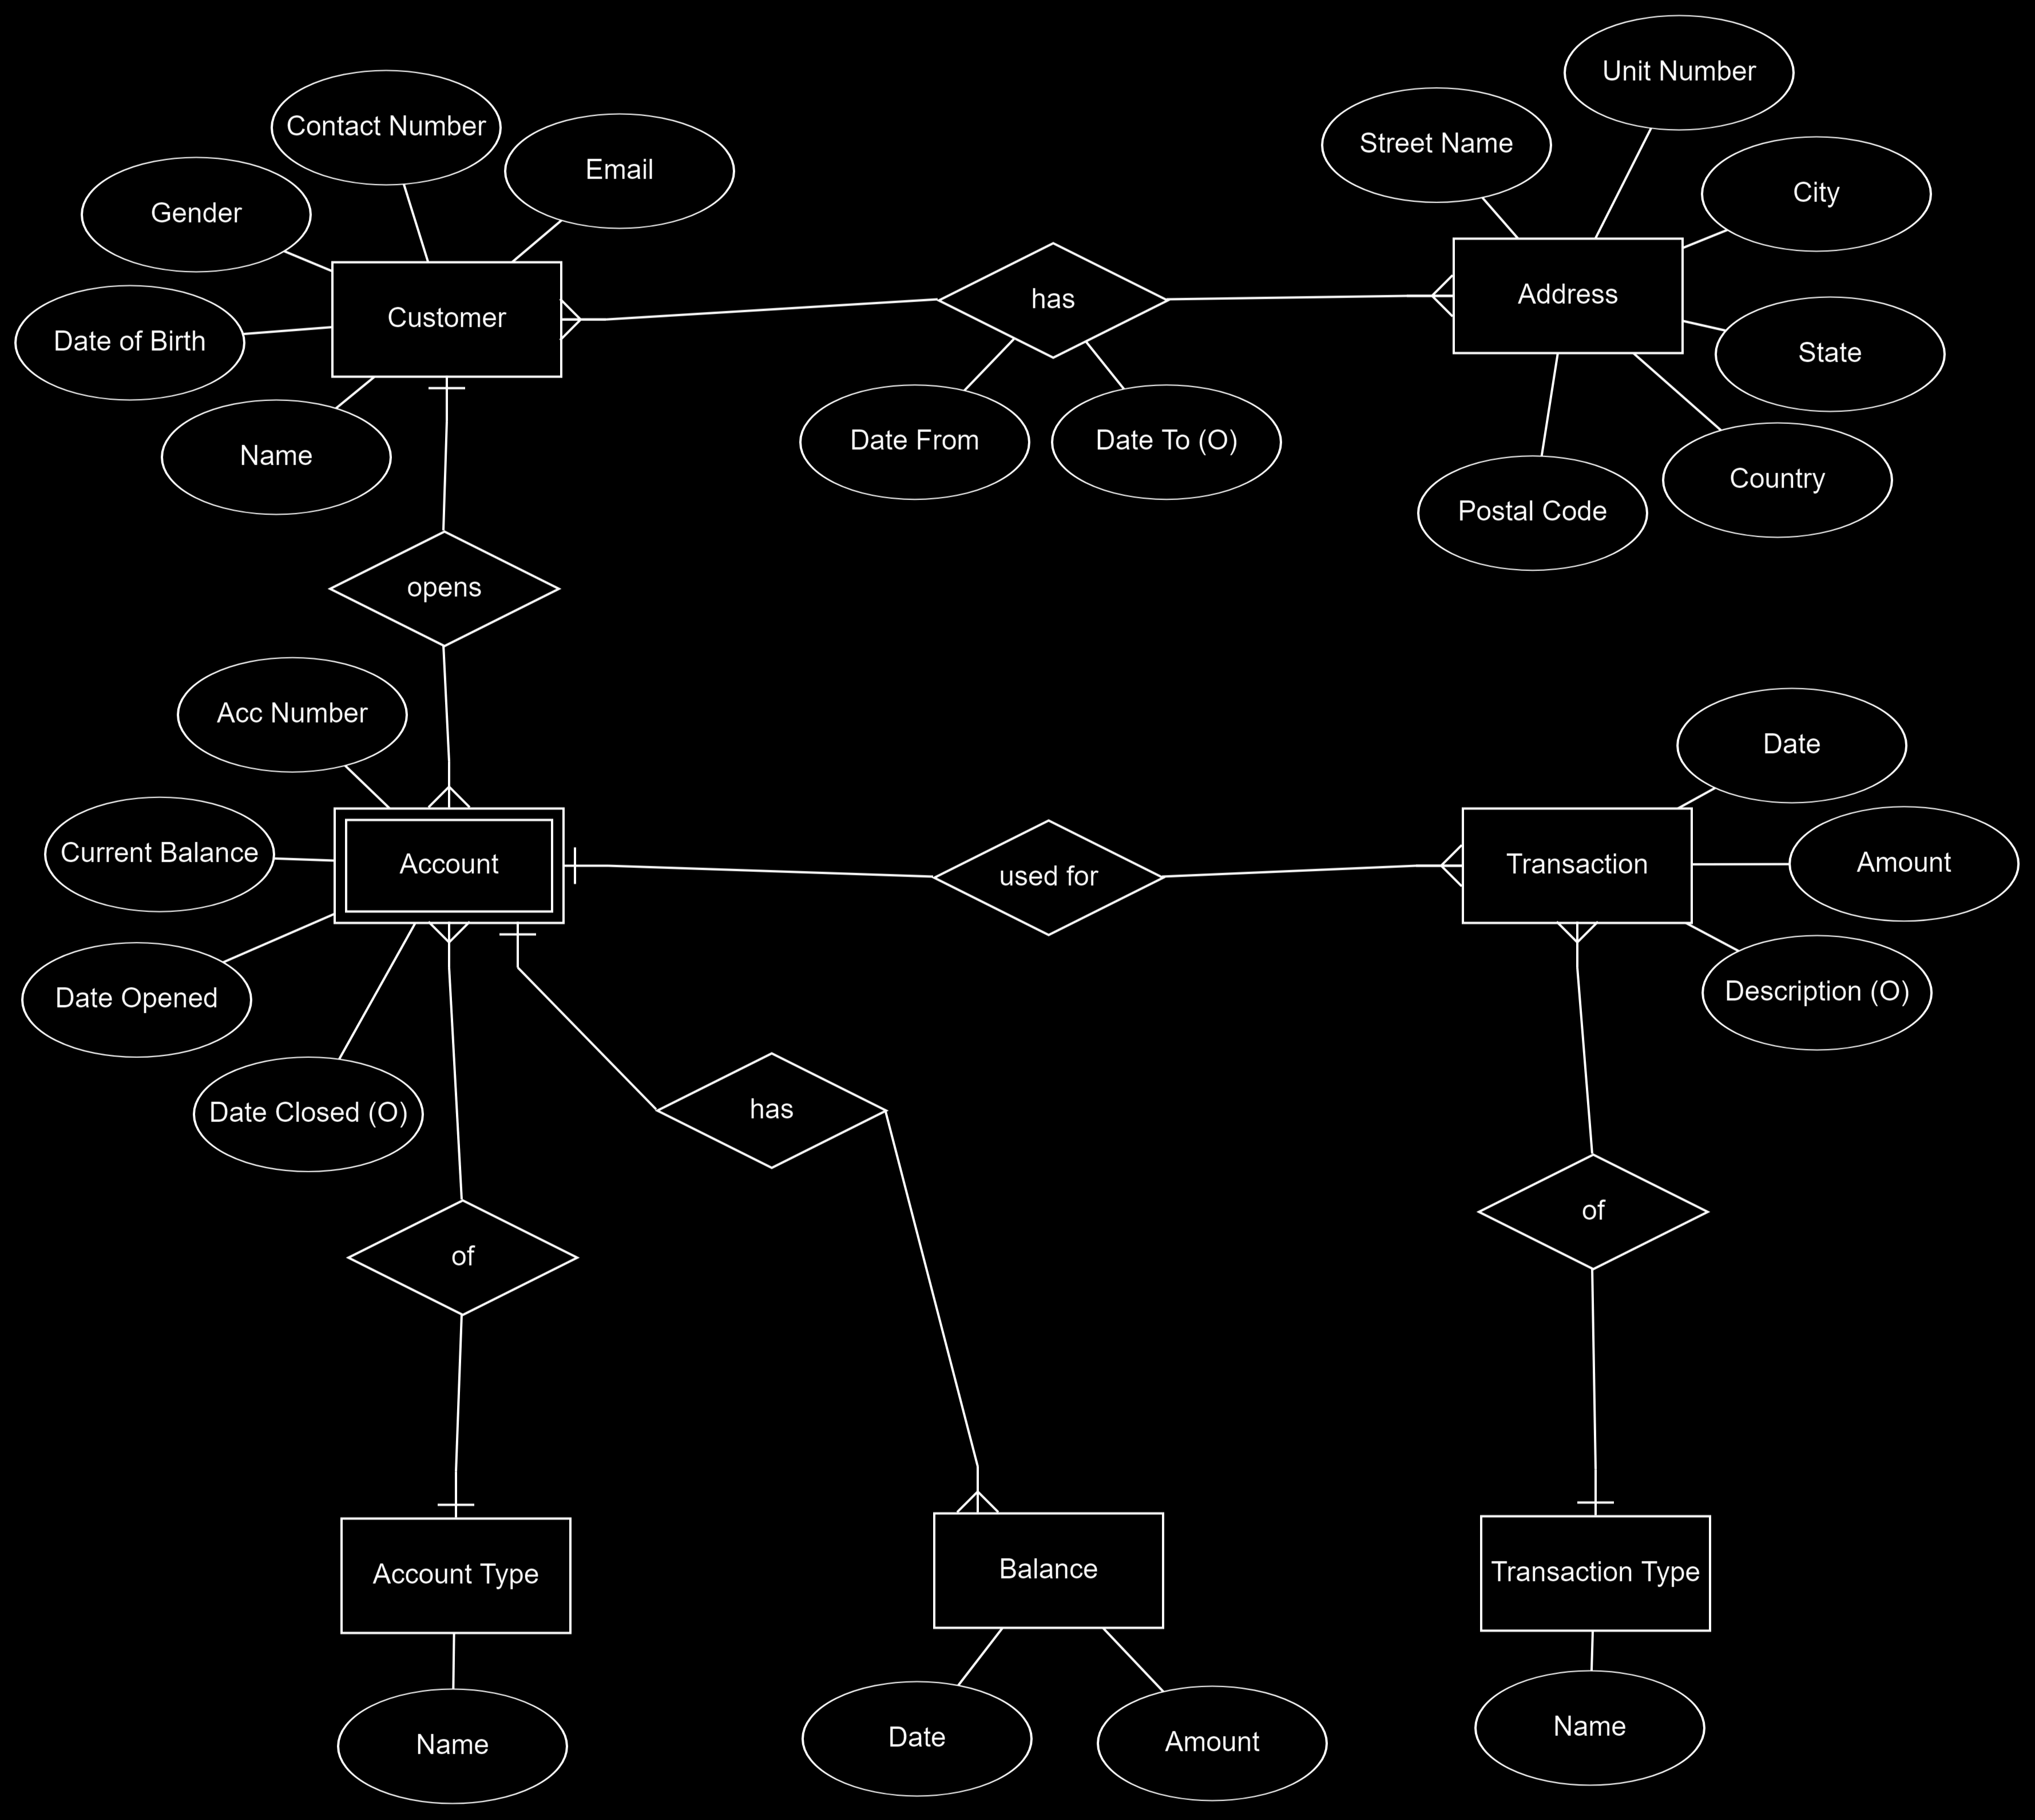 Unit Number
Contact Number
Street Name
Email
City
Gender
Address
has
Customer
Date of Birth
State
Date From
Date To (O)
Name
Country
Postal Code
opens
Acc Number
Date
Current Balance
Account
used for
Transaction
Amount
Date Opened
Description (O)
Date Closed (O)
has
of
of
Account Type
Balance
Transaction Type
Name
Date
Amount
Name